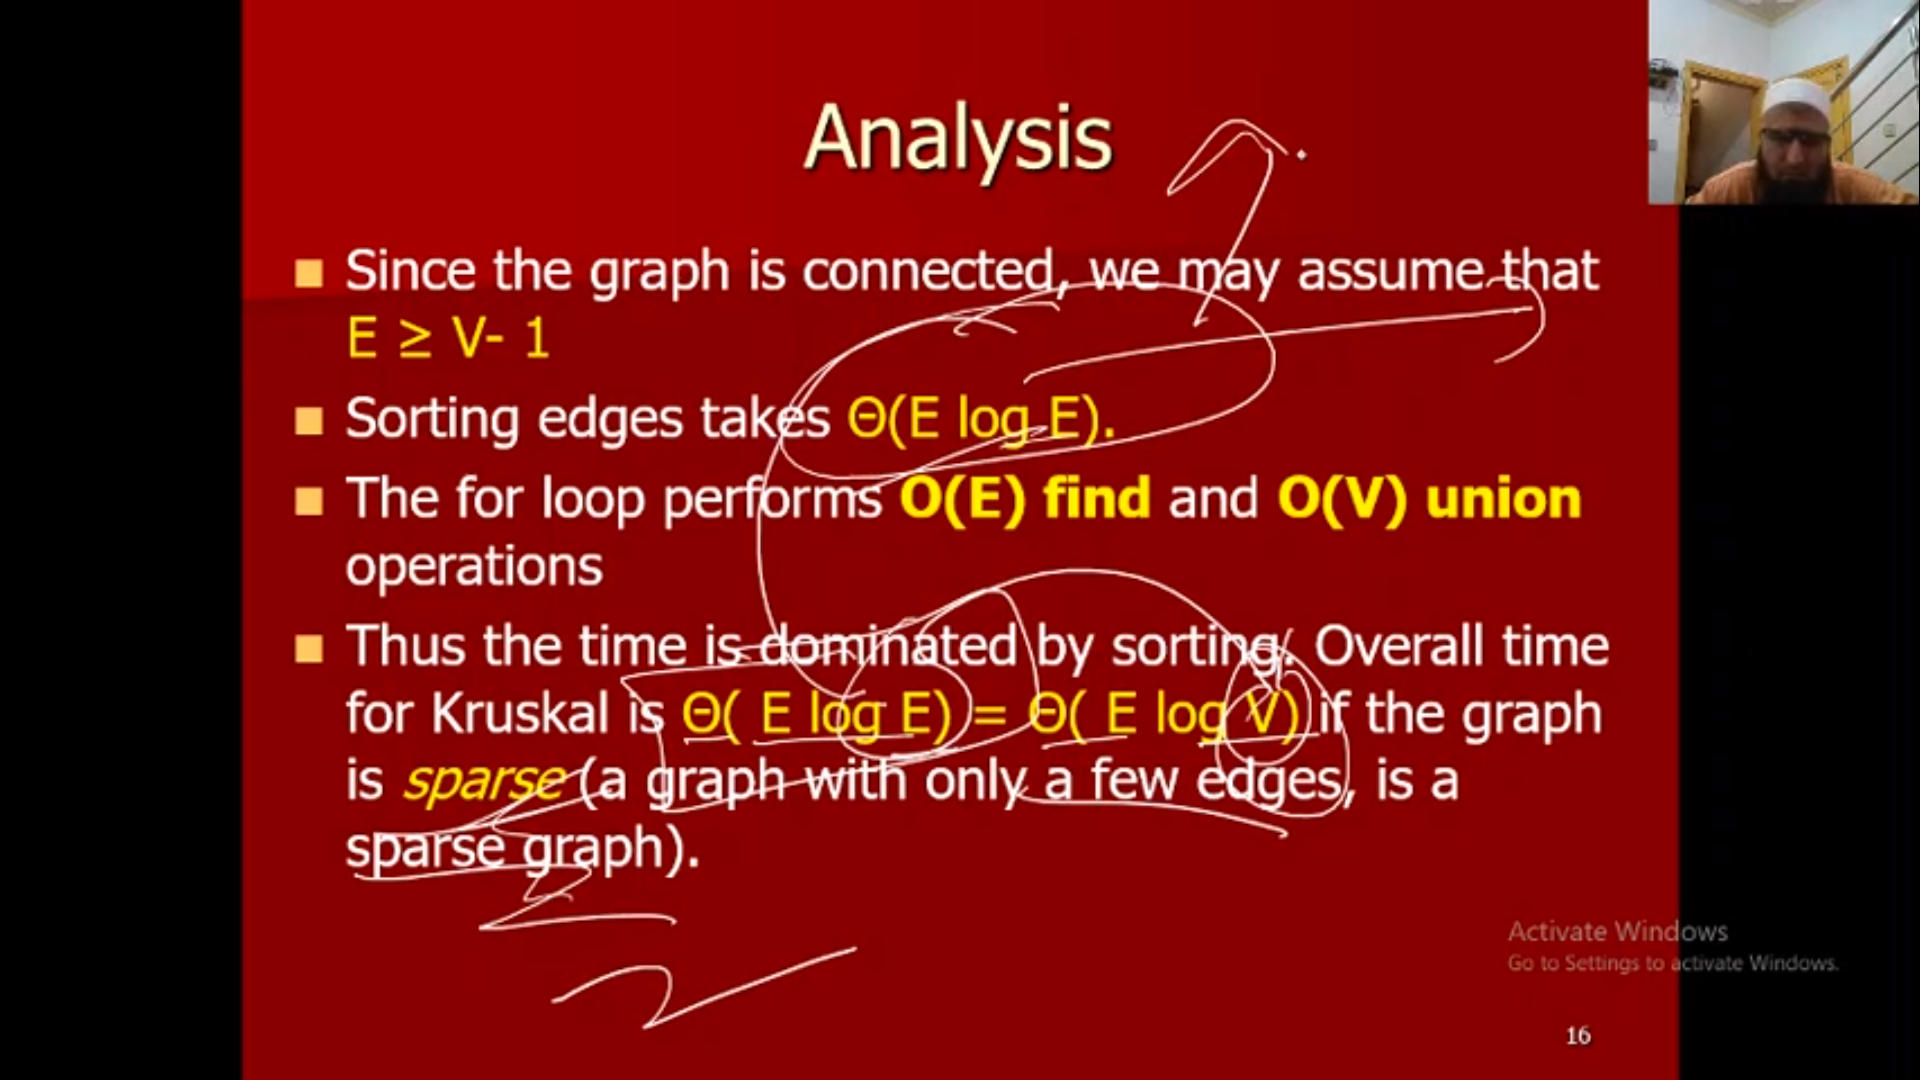 Analysis
Since the graph is connected, we may assume that
E ≥ V- 1
Sorting edges takes Θ(E log E).
The for loop performs O(E) find and O(V) union
operations
Thus the time is dominated by sorting. Overall time
for Kruskal is Θ( E log E) = Θ( E log V) if the graph
is sparse (a graph with only a few edges, is a
sparse graph).
Activate Windows
Go to Settings to activate Windows.
16